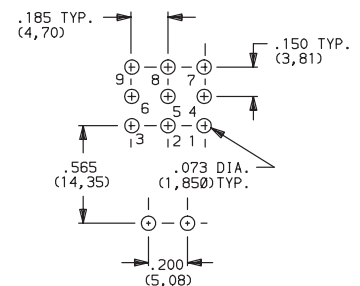 .185 TYP.
(4,70)
.150 TYP.
(3,81)
9 8 7
6 5 4
3 2 1
.565
(14,35)
.073 DIA.
(1,850)TYP.
.200
(5.08)